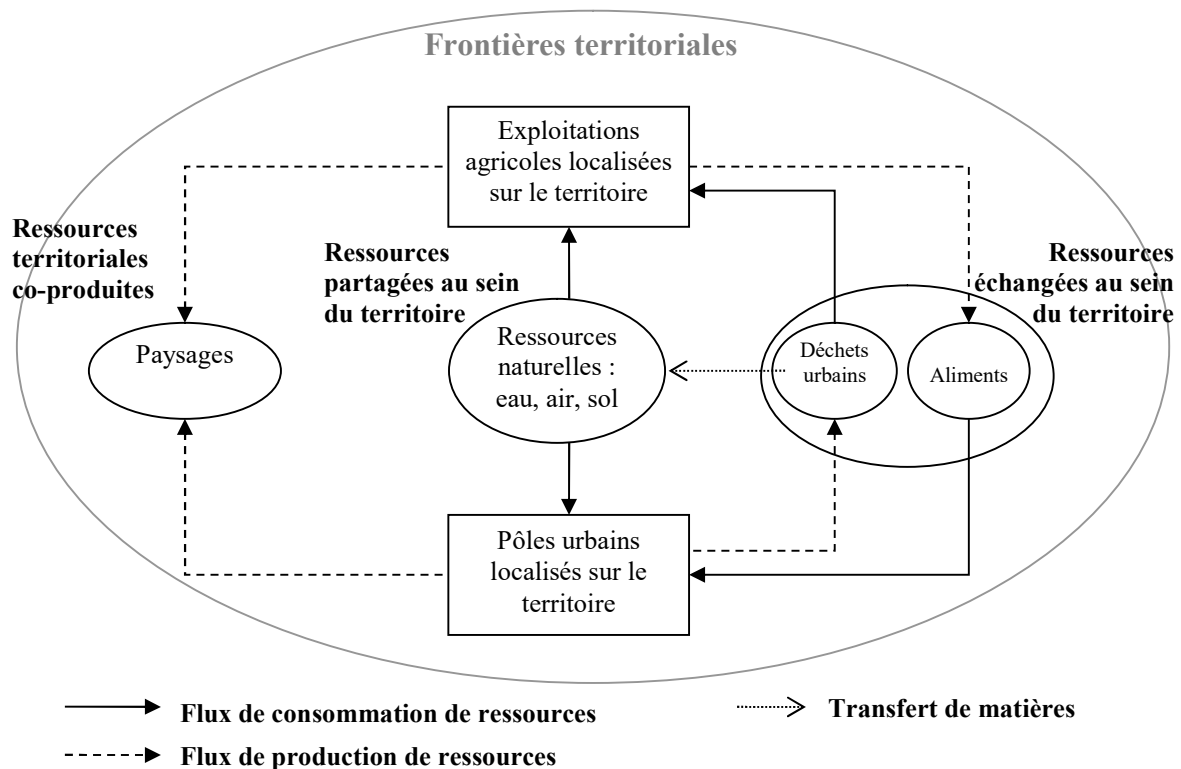 Frontières territoriales
Exploitations
agricoles localisées
sur le territoire
Ressources
territoriales
co-produites
Ressources
partagées au sein
du territoire
Ressources
échangées au sein
du territoire
Paysages
Ressources
naturelles :
eau, air, sol
Déchets
urbains
Aliments
Pôles urbains
localisés sur le
territoire
Flux de consommation de ressources
Transfert de matières
Flux de production de ressources